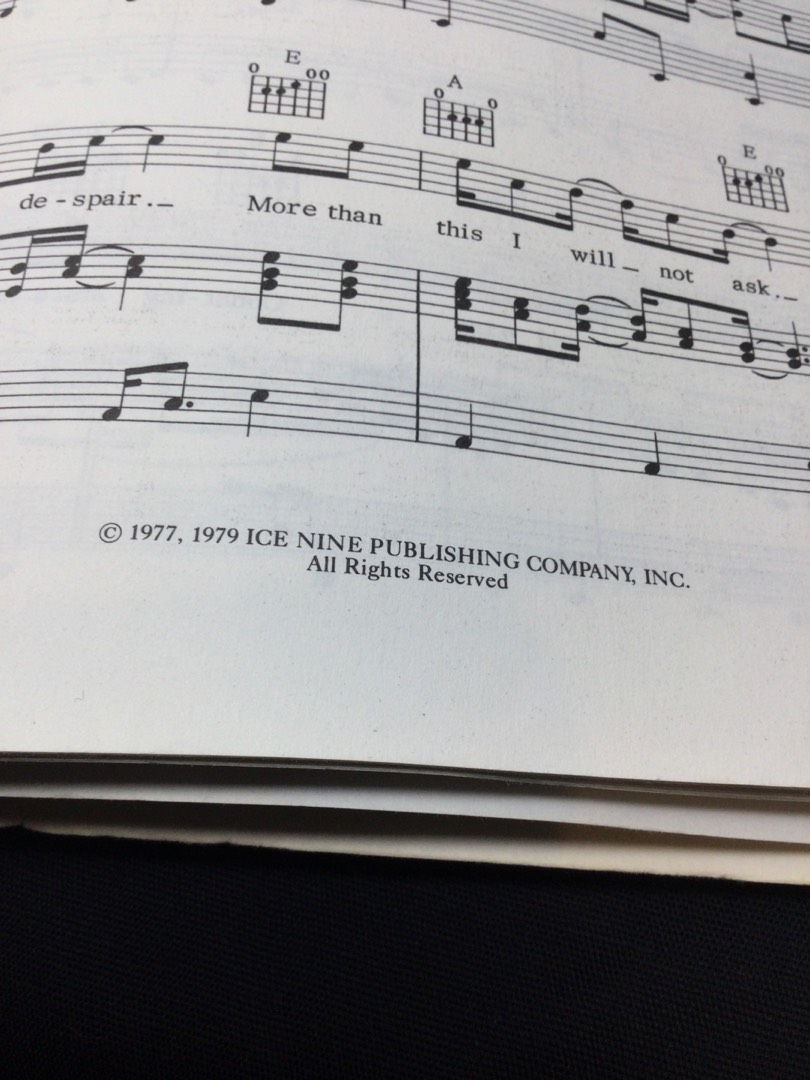 E
A
E
de - spair. _ More than this I will _ not ask. _
© 1977, 1979 ICE NINE PUBLISHING COMPANY, INC.
All Rights Reserved